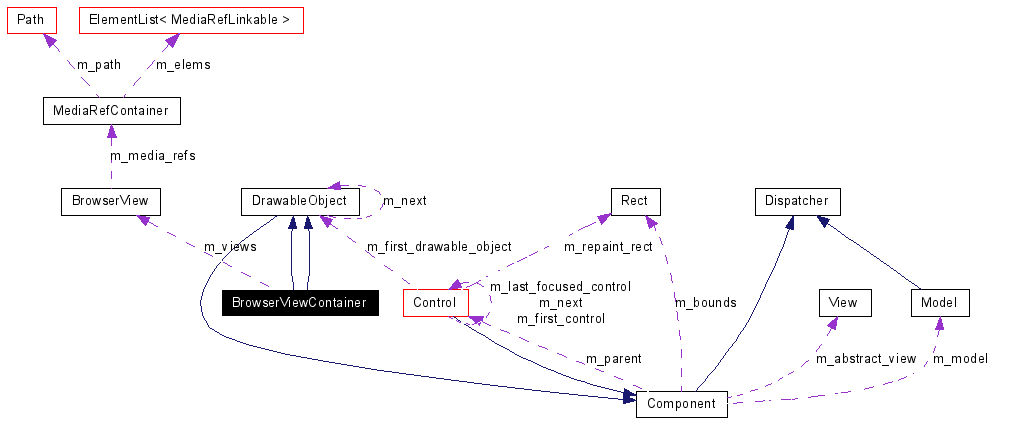 Path
ElementList< MediaRefLinkable >
m_path
m_elems
MediaRefContainer
m_media_refs
BrowserView
DrawableObject
m_next
Rect
Dispatcher
m_views
m_first_drawable_object
m_repaint_rect
BrowserViewContainer
Control
m_last_focused_control
m_next
m_first_control
m_bounds
View
Model
m_parent
m_abstract_view
m_model
Component